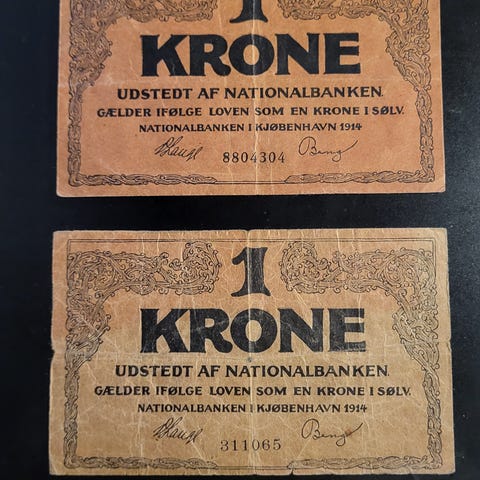 1
KRONE
UDSTEDT AF NATIONALBANKEN.
GÆLDER IFØLGE LOVEN SOM EN KRONE I SØLV.
NATIONALBANKEN I KJØBENHAVN 1914
8804304
1
KRONE
UDSTEDT AF NATIONALBANKEN.
GÆLDER IFØLGE LOVEN SOM EN KRONE I SØLV.
NATIONALBANKEN I KJØBENHAVN 1914
311065